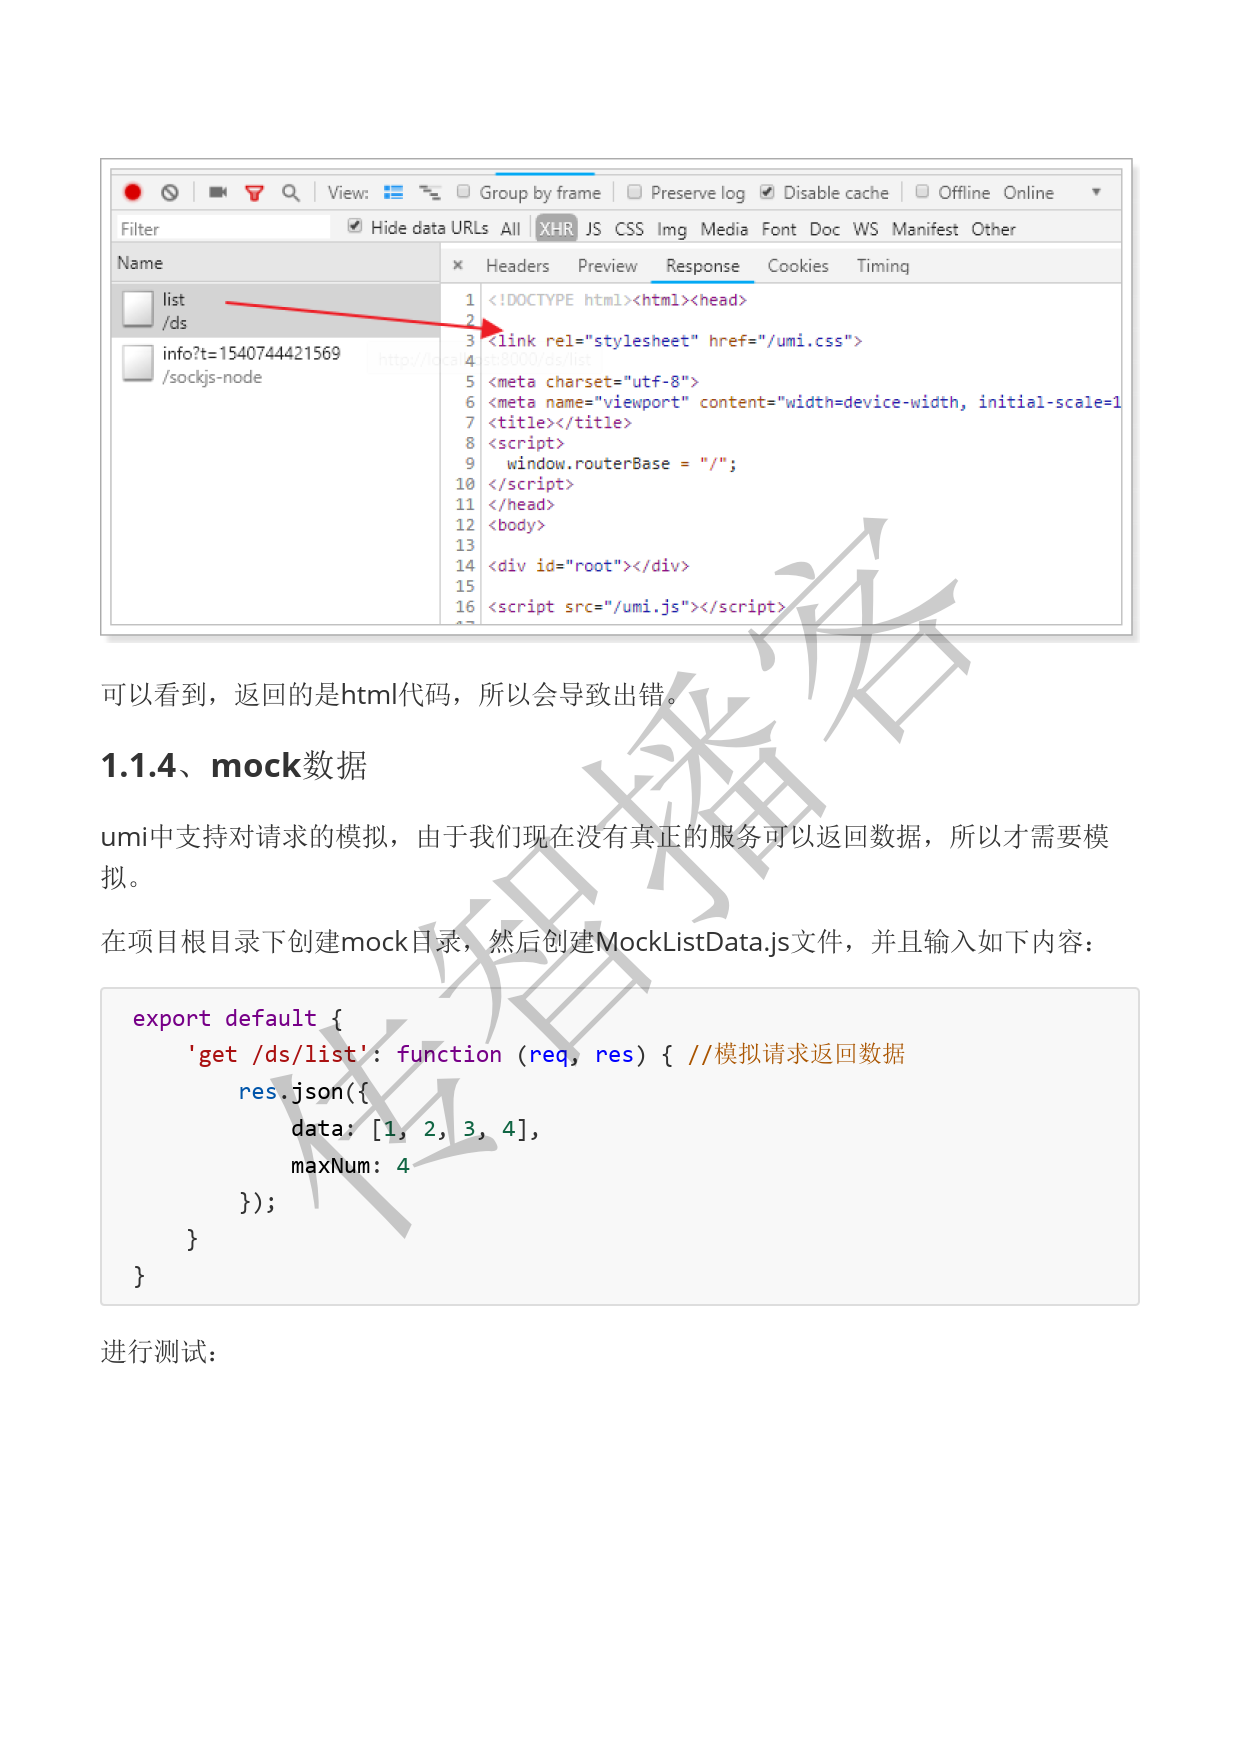 View: Group by frame Preserve log Disable cache Offline Online
Filter Hide data URLs All XHR JS CSS Img Media Font Doc WS Manifest Other
Name
× Headers Preview Response Cookies Timing
list
/ds
info?t=1540744421569
/sockjs-node
http://localhost:8000/ds/list
1 <!DOCTYPE html><html><head>
2
3 <link rel="stylesheet" href="/umi.css">
4
5 <meta charset="utf-8">
6 <meta name="viewport" content="width=device-width, initial-scale=1
7 <title></title>
8 <script>
9 window.routerBase = "/";
10 </script>
11 </head>
12 <body>
13
14 <div id="root"></div>
15
16 <script src="/umi.js"></script>
可以看到，返回的是html代码，所以会导致出错。
1.1.4、mock数据
umi中支持对请求的模拟，由于我们现在没有真正的服务可以返回数据，所以才需要模
拟。
在项目根目录下创建mock目录，然后创建MockListData.js文件，并且输入如下内容：
export default {
'get /ds/list': function (req, res) { //模拟请求返回数据
res.json({
data: [1, 2, 3, 4],
maxNum: 4
});
}
}
进行测试：
传智播客